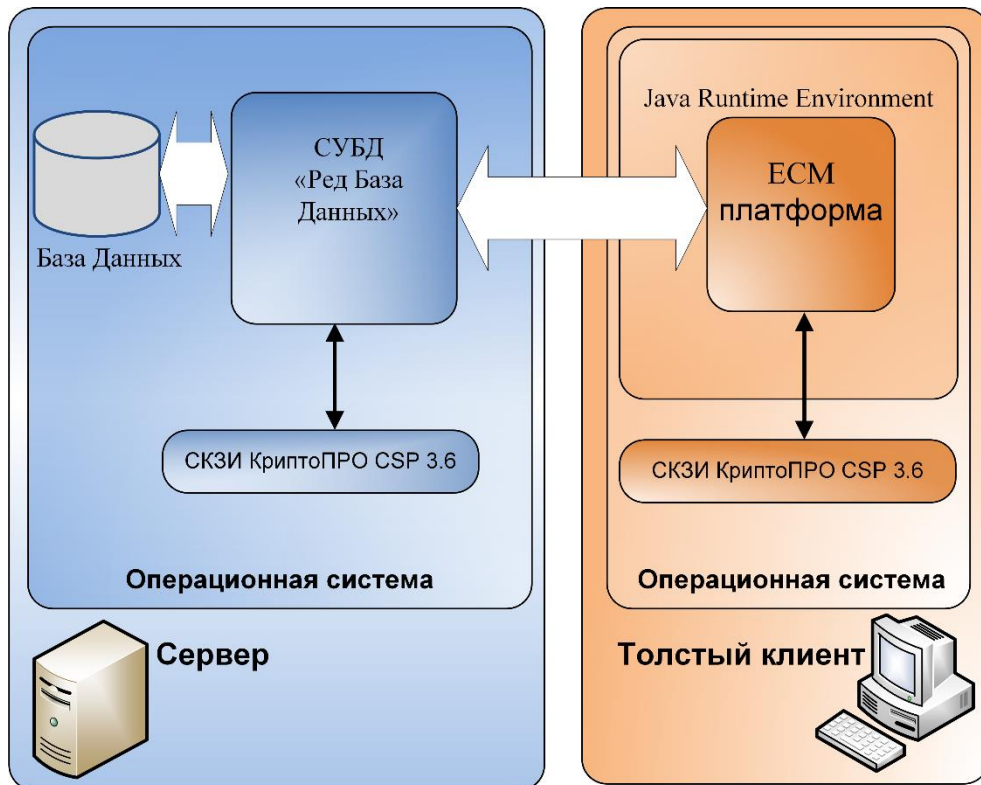 СУБД
«Ред База
Данных»
База Данных
СКЗИ КриптоПРО CSP 3.6
Операционная система
Сервер
Java Runtime Environment
ECM
платформа
СКЗИ КриптоПРО CSP 3.6
Операционная система
Толстый клиент